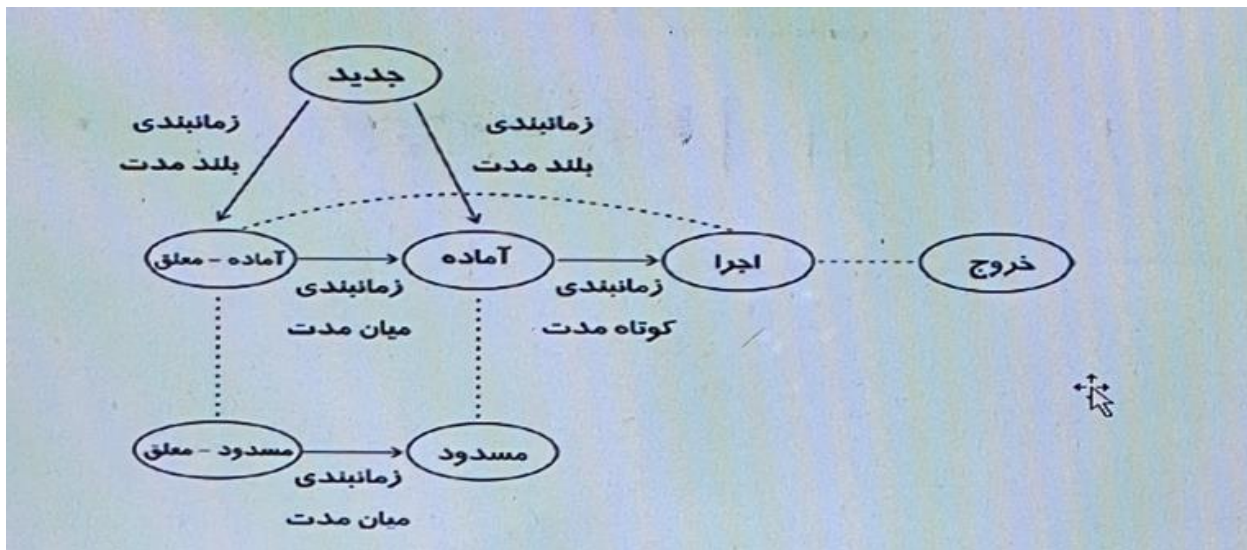 جدید
زمانبندی
بلند مدت
زمانبندی
بلند مدت
خروج
اجرا
آماده
آماده - معلق
زمانبندی
کوتاه مدت
زمانبندی
میان مدت
مسدود
مسدود - معلق
زمانبندی
میان مدت